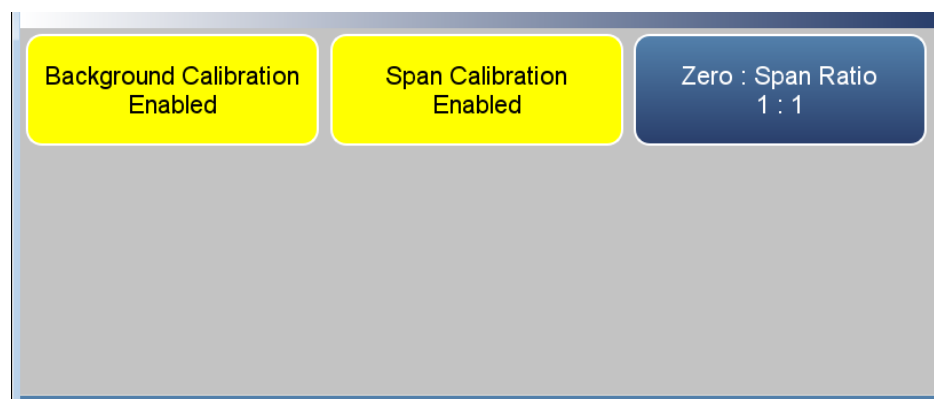 Background Calibration
Enabled
Span Calibration
Enabled
Zero : Span Ratio
1 : 1